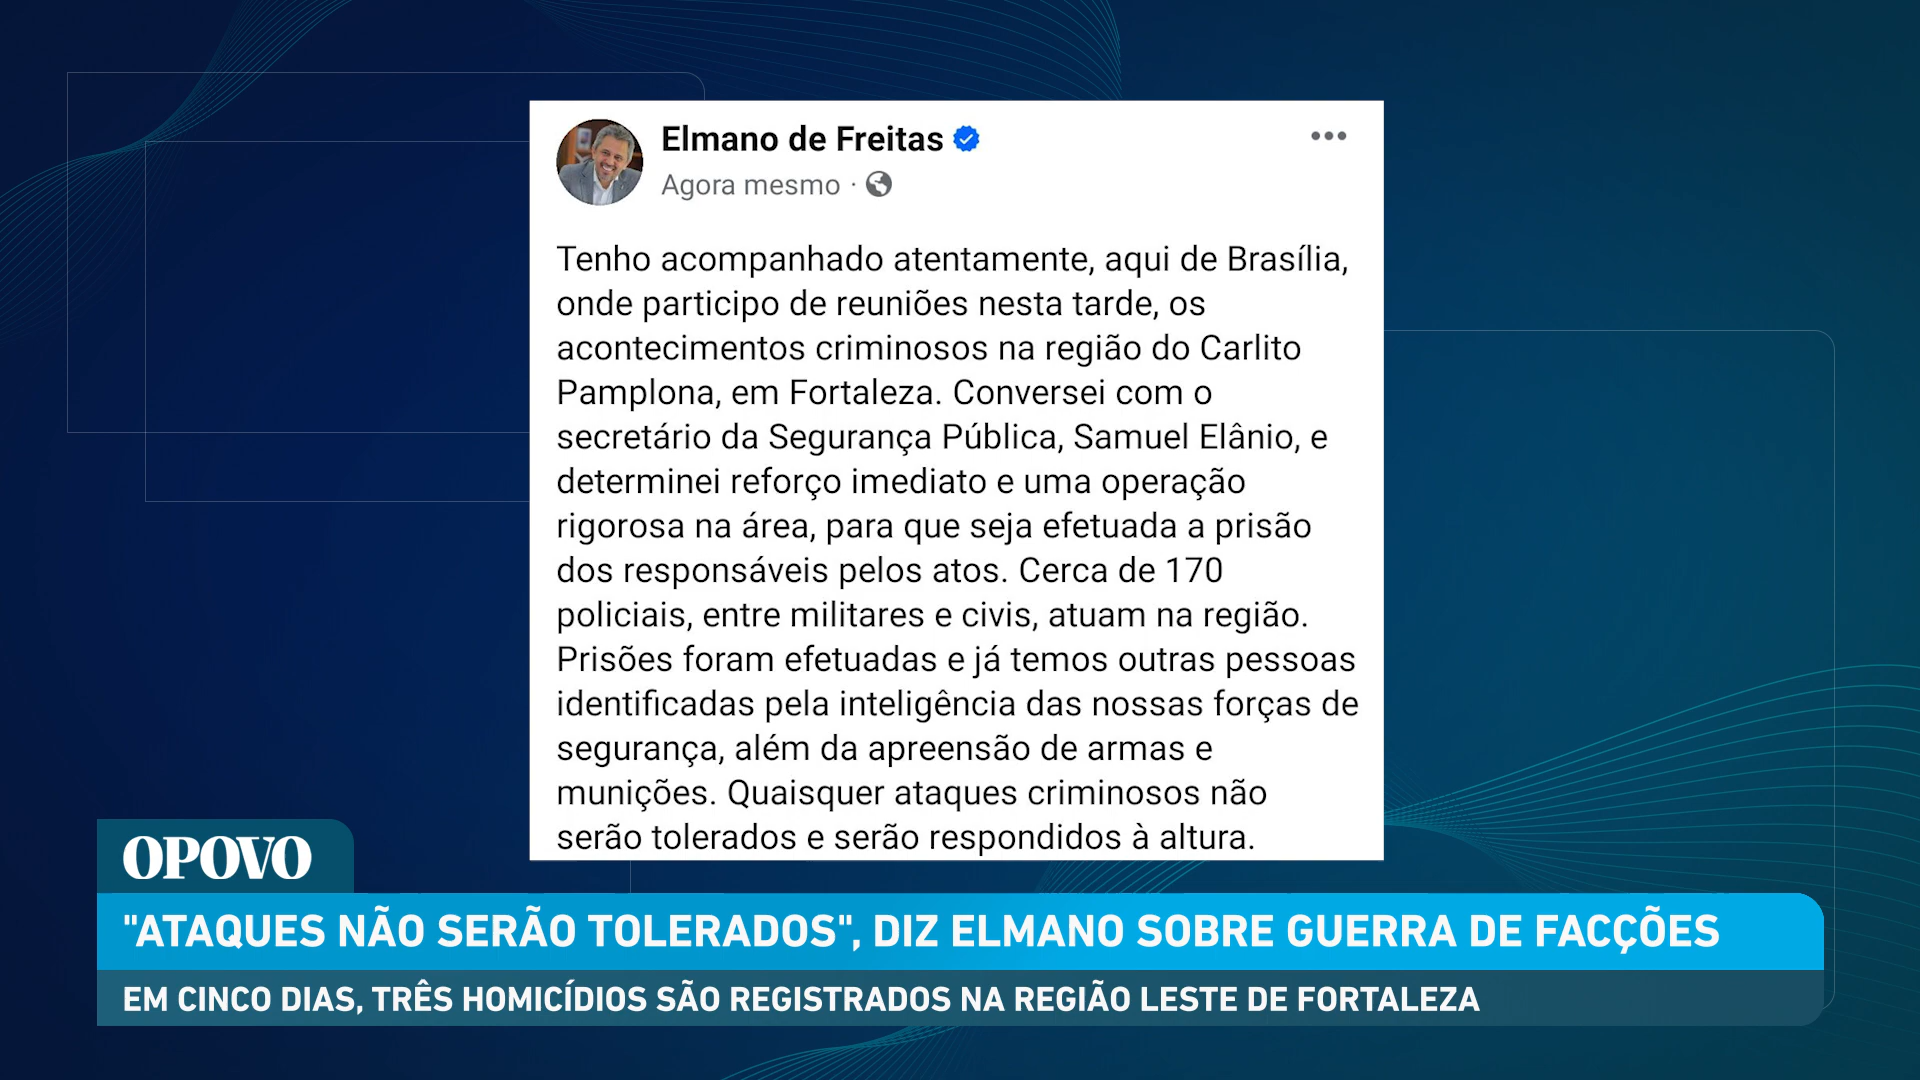 Elmano de Freitas
Agora mesmo ·
Tenho acompanhado atentamente, aqui de Brasília,
onde participo de reuniões nesta tarde, os
acontecimentos criminosos na região do Carlito
Pamplona, em Fortaleza. Conversei com o
secretário da Segurança Pública, Samuel Elânio, e
determinei reforço imediato e uma operação
rigorosa na área, para que seja efetuada a prisão
dos responsáveis pelos atos. Cerca de 170
policiais, entre militares e civis, atuam na região.
Prisões foram efetuadas e já temos outras pessoas
identificadas pela inteligência das nossas forças de
segurança, além da apreensão de armas e
munições. Quaisquer ataques criminosos não
serão tolerados e serão respondidos à altura.
OPOVO
"ATAQUES NÃO SERÃO TOLERADOS", DIZ ELMANO SOBRE GUERRA DE FACÇÕES
EM CINCO DIAS, TRÊS HOMICÍDIOS SÃO REGISTRADOS NA REGIÃO LESTE DE FORTALEZA